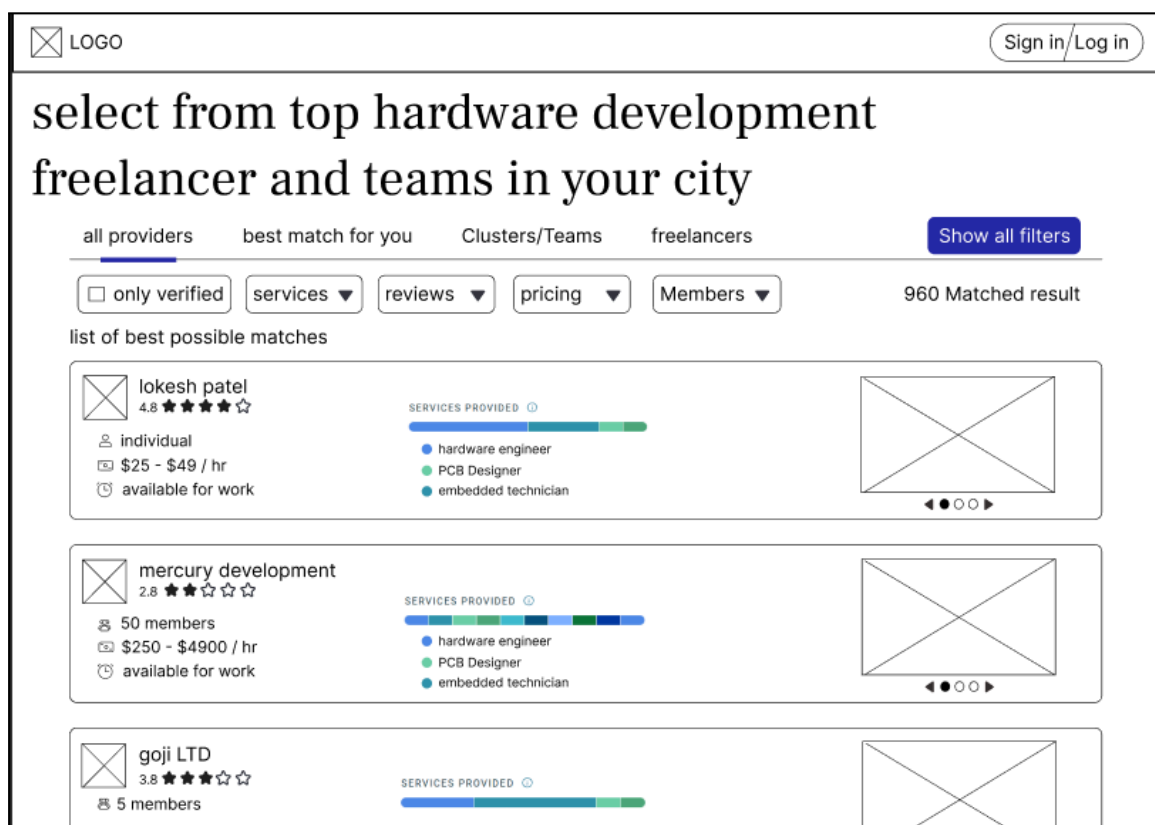 LOGO
Sign in/Log in
select from top hardware development
freelancer and teams in your city
all providers best match for you Clusters/Teams freelancers Show all filters
only verified services reviews pricing Members 960 Matched result
list of best possible matches
lokesh patel
4.8
individual
$25 - $49 / hr
available for work
SERVICES PROVIDED
hardware engineer
PCB Designer
embedded technician
mercury development
2.8
50 members
$250 - $4900 / hr
available for work
SERVICES PROVIDED
hardware engineer
PCB Designer
embedded technician
goji LTD
3.8
5 members
SERVICES PROVIDED